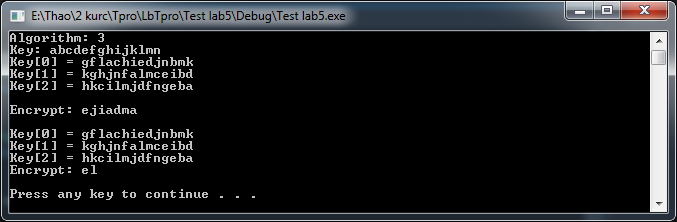 E:\Thao\2 kurc\Tpro\LbTpro\Test lab5\Debug\Test lab5.exe
Algorithm: 3
Key: abcdefghijklmn
Key[0] = gflachiedjnbmk
Key[1] = kghjnfalmceibd
Key[2] = hkcilmjdfngeba
Encrypt: ejiadma
Key[0] = gflachiedjnbmk
Key[1] = kghjnfalmceibd
Key[2] = hkcilmjdfngeba
Encrypt: el
Press any key to continue . . .